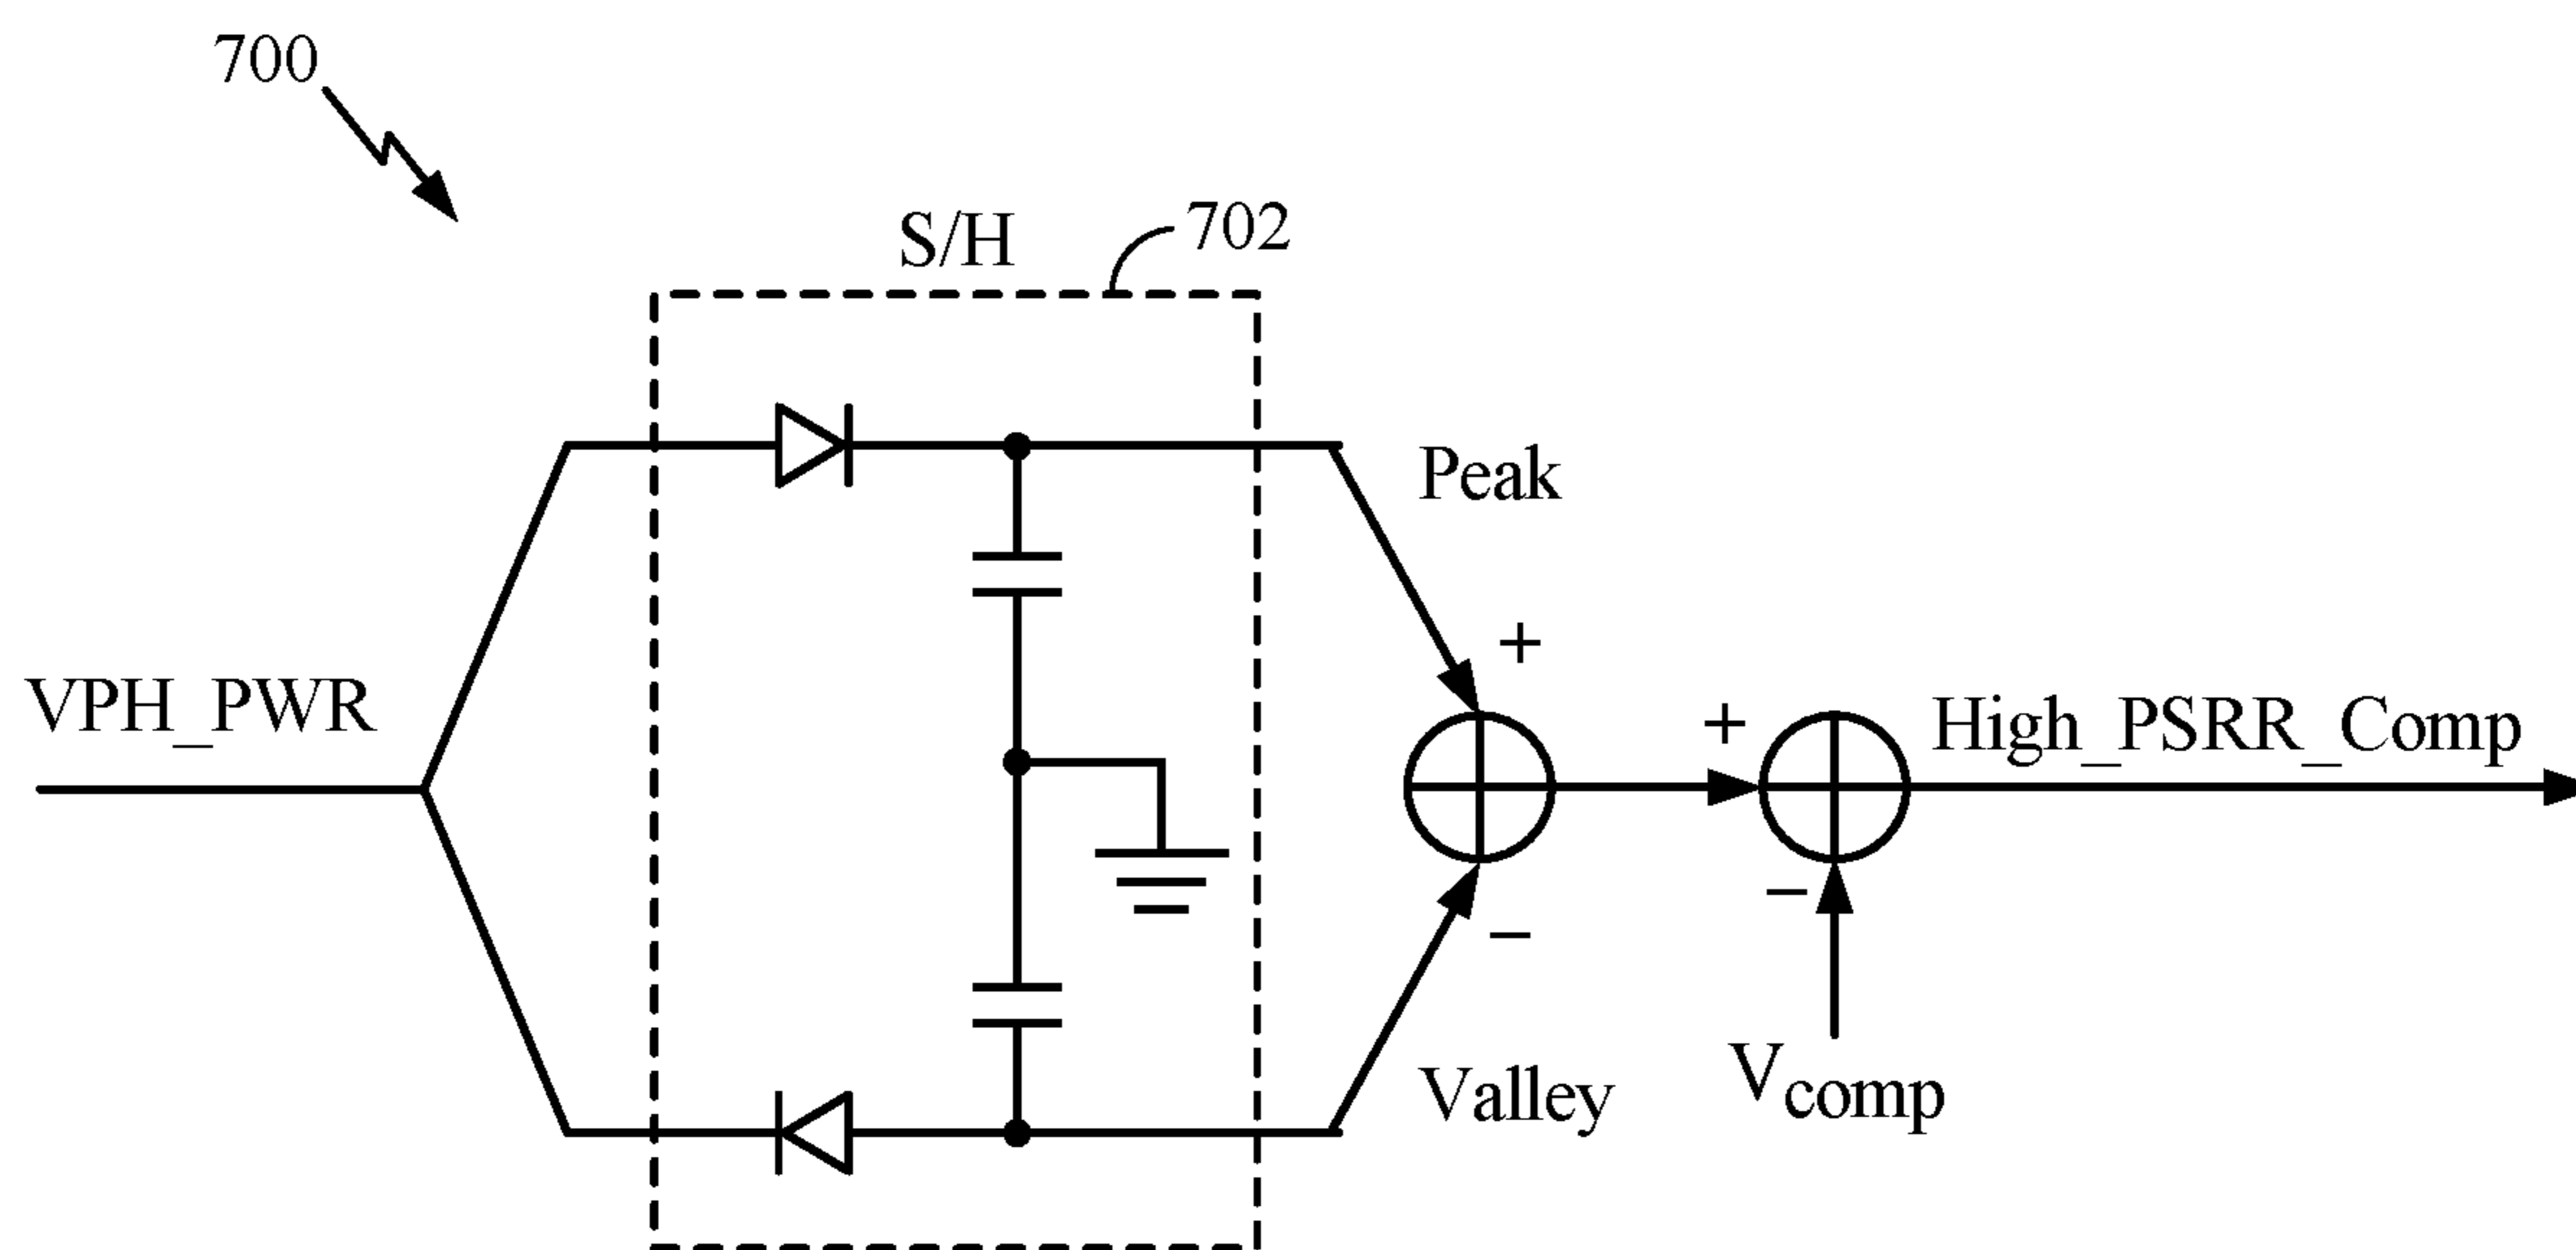 700
S/H
702
Peak
+
VPH_PWR
+
High_PSRR_Comp
−
−
Valley
Vcomp